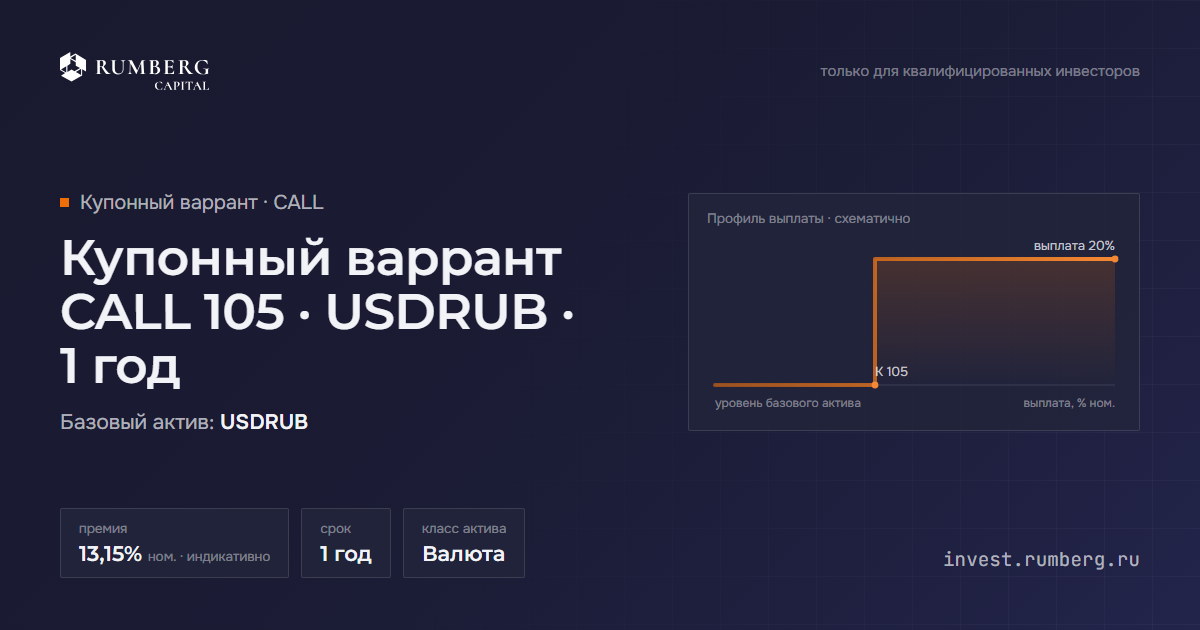 RUMBERG
CAPITAL
только для квалифицированных инвесторов
Купонный варрант · CALL
Купонный варрант
CALL 105 · USDRUB ·
1 год
Базовый актив: USDRUB
Профиль выплаты · схематично
выплата 20%
K 105
уровень базового актива
выплата, % ном.
премия
13,15% ном. · индикативно
срок
1 год
класс актива
Валюта
invest.rumberg.ru